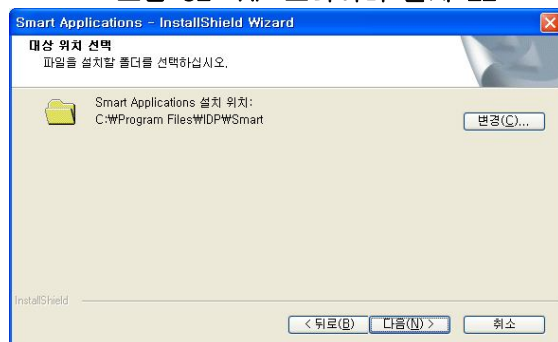 Smart Applications - InstallShield Wizard
대상 위치 선택
파일을 설치할 폴더를 선택하십시오.
Smart Applications 설치 위치:
C:₩Program Files₩IDP₩Smart
변경(C)...
InstallShield
< 뒤로(B)
다음(N) >
취소